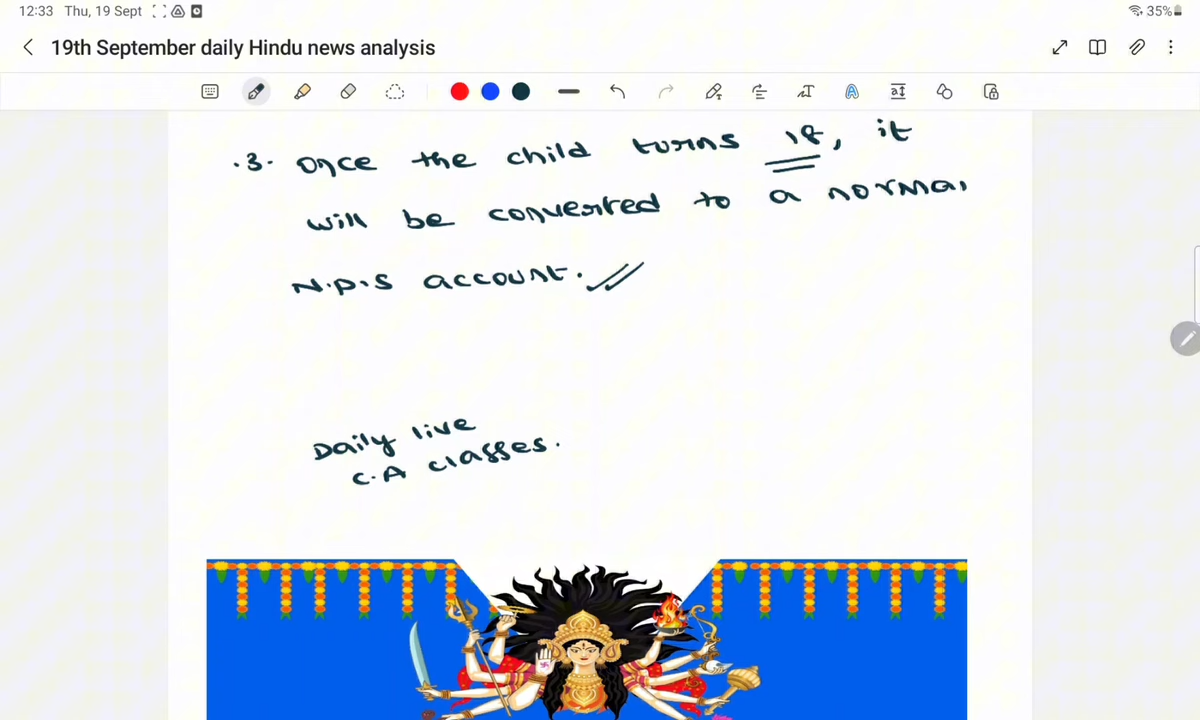 12:33 Thu, 19 Sept 35%
19th September daily Hindu news analysis
.3. Once the child turns 18, it
will be converted to a normal
N.P.S account.
Daily live
C.A classes.